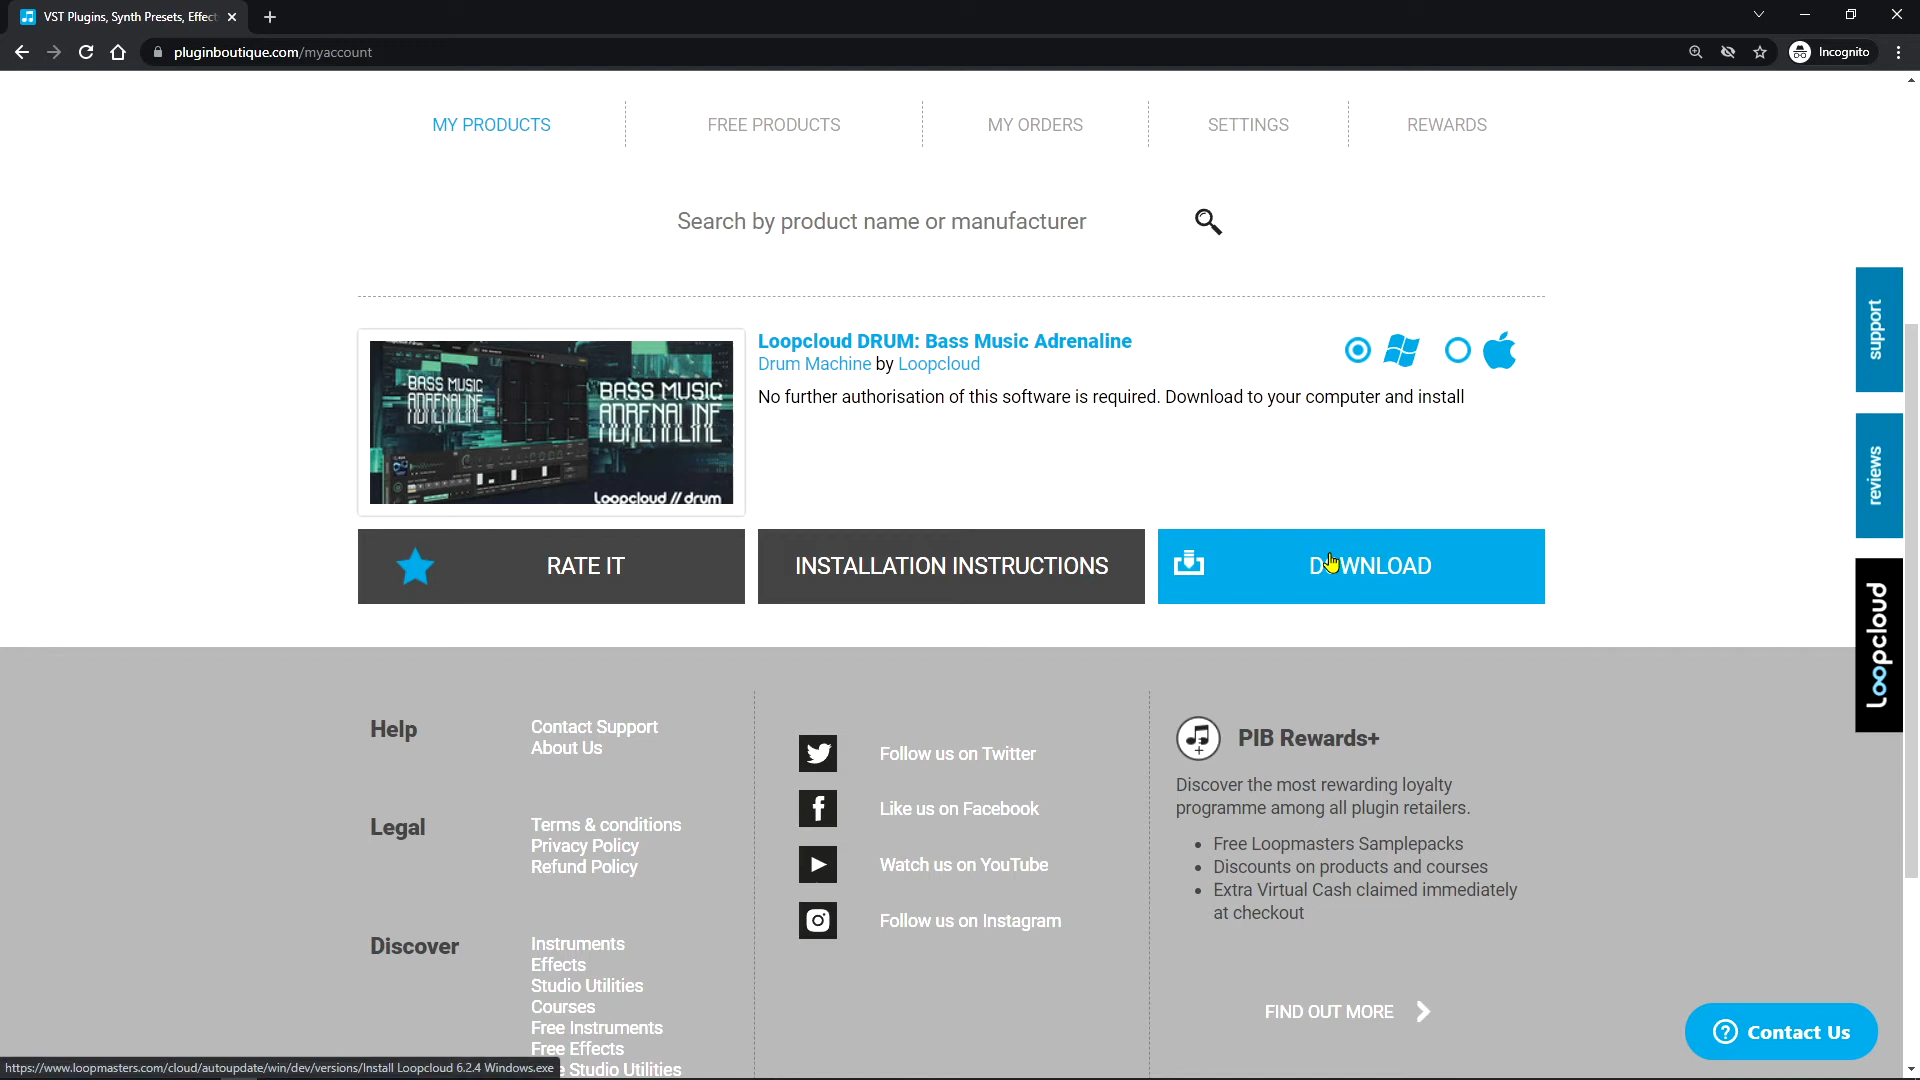 VST Plugins, Synth Presets, Effect
pluginboutique.com/myaccount
Incognito
MY PRODUCTS
FREE PRODUCTS
MY ORDERS
SETTINGS
REWARDS
Search by product name or manufacturer
support
reviews
Loopcloud
BASS MUSIC
ADRENALINE
BASS MUSIC
ADRENALINE
Loopcloud // drum
Loopcloud DRUM: Bass Music Adrenaline
Drum Machine by Loopcloud
No further authorisation of this software is required. Download to your computer and install
RATE IT
INSTALLATION INSTRUCTIONS
DOWNLOAD
Help
Contact Support
About Us
Legal
Terms & conditions
Privacy Policy
Refund Policy
Discover
Instruments
Effects
Studio Utilities
Courses
Free Instruments
Free Effects
e Studio Utilities
Follow us on Twitter
Like us on Facebook
Watch us on YouTube
Follow us on Instagram
PIB Rewards+
Discover the most rewarding loyalty
programme among all plugin retailers.
• Free Loopmasters Samplepacks
• Discounts on products and courses
• Extra Virtual Cash claimed immediately
at checkout
FIND OUT MORE
Contact Us
https://www.loopmasters.com/cloud/autoupdate/win/dev/versions/Install Loopcloud 6.2.4 Windows.exe